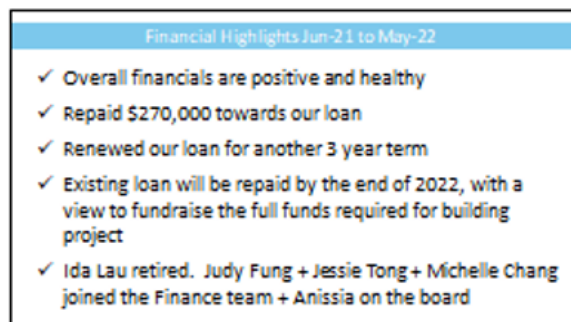 Financial Highlights Jun-21 to May-22
✓ Overall financials are positive and healthy
✓ Repaid $270,000 towards our loan
✓ Renewed our loan for another 3 year term
✓ Existing loan will be repaid by the end of 2022, with a
view to fundraise the full funds required for building
project
✓ Ida Lau retired.  Judy Fung + Jessie Tong + Michelle Chang
joined the Finance team + Anissia on the board